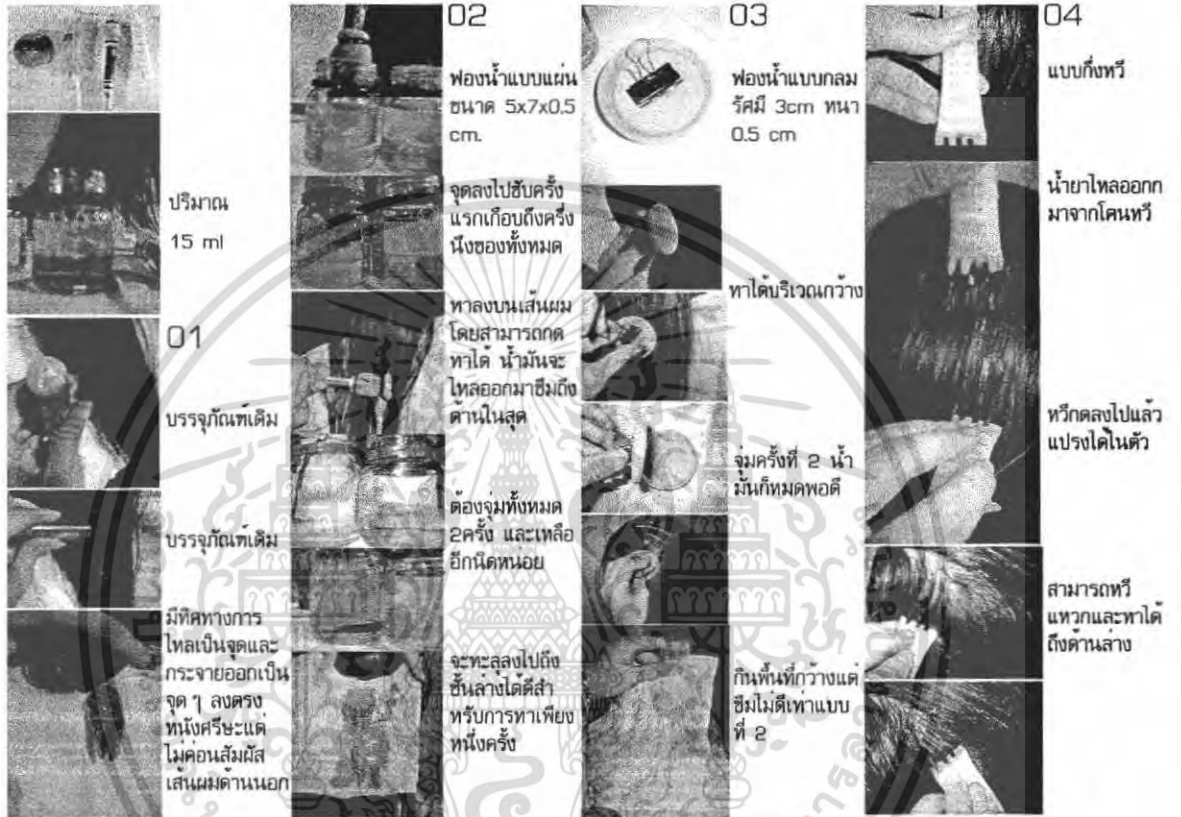 ปริมาณ
15 ml
01
บรรจุภัณฑ์เดิม
บรรจุภัณฑ์เดิม
มีทิศทางการ
ไหลเป็นจุดและ
กระจายออกเป็น
จุด ๆ ลงตรง
หนังศรีษะแต่
ไม่ค่อนสัมผัส
เส้นผมด้านนอก
02
ฟองน้ำแบบแผ่น
ขนาด 5x7x0.5
cm.
จุดลงไปซับครั้ง
แรกเกือบถึงครึ่ง
นึงของทั้งหมด
ทาลงบนเส้นผม
โดยสามารถกด
ทาได้ น้ำมันจะ
ไหลออกมาซึมถึง
ด้านในสุด
ต้องจุ่มทั้งหมด
2ครั้ง และเหลือ
อีกนิดหน่อย
จะทะลุลงไปถึง
ชั้นล่างได้ดีสำ
หรับการทาเพียง
หนึ่งครั้ง
03
ฟองน้ำแบบกลม
รัศมี 3cm หนา
0.5 cm
ทาได้บริเวณกว้าง
จุมครั้งที่ 2 น้ำ
มันก็หมดพอดี
กินพื้นที่กว้างแต่
ซึมไม่ดีเท่าแบบ
ที่ 2
04
แบบกึ่งหวี
น้ำยาไหลออกก
มาจากโคนหวี
หวีกดลงไปแล้ว
แปรงได้ในตัว
สามารถหวี
แหวกและทาได้
ถึงด้านล่าง